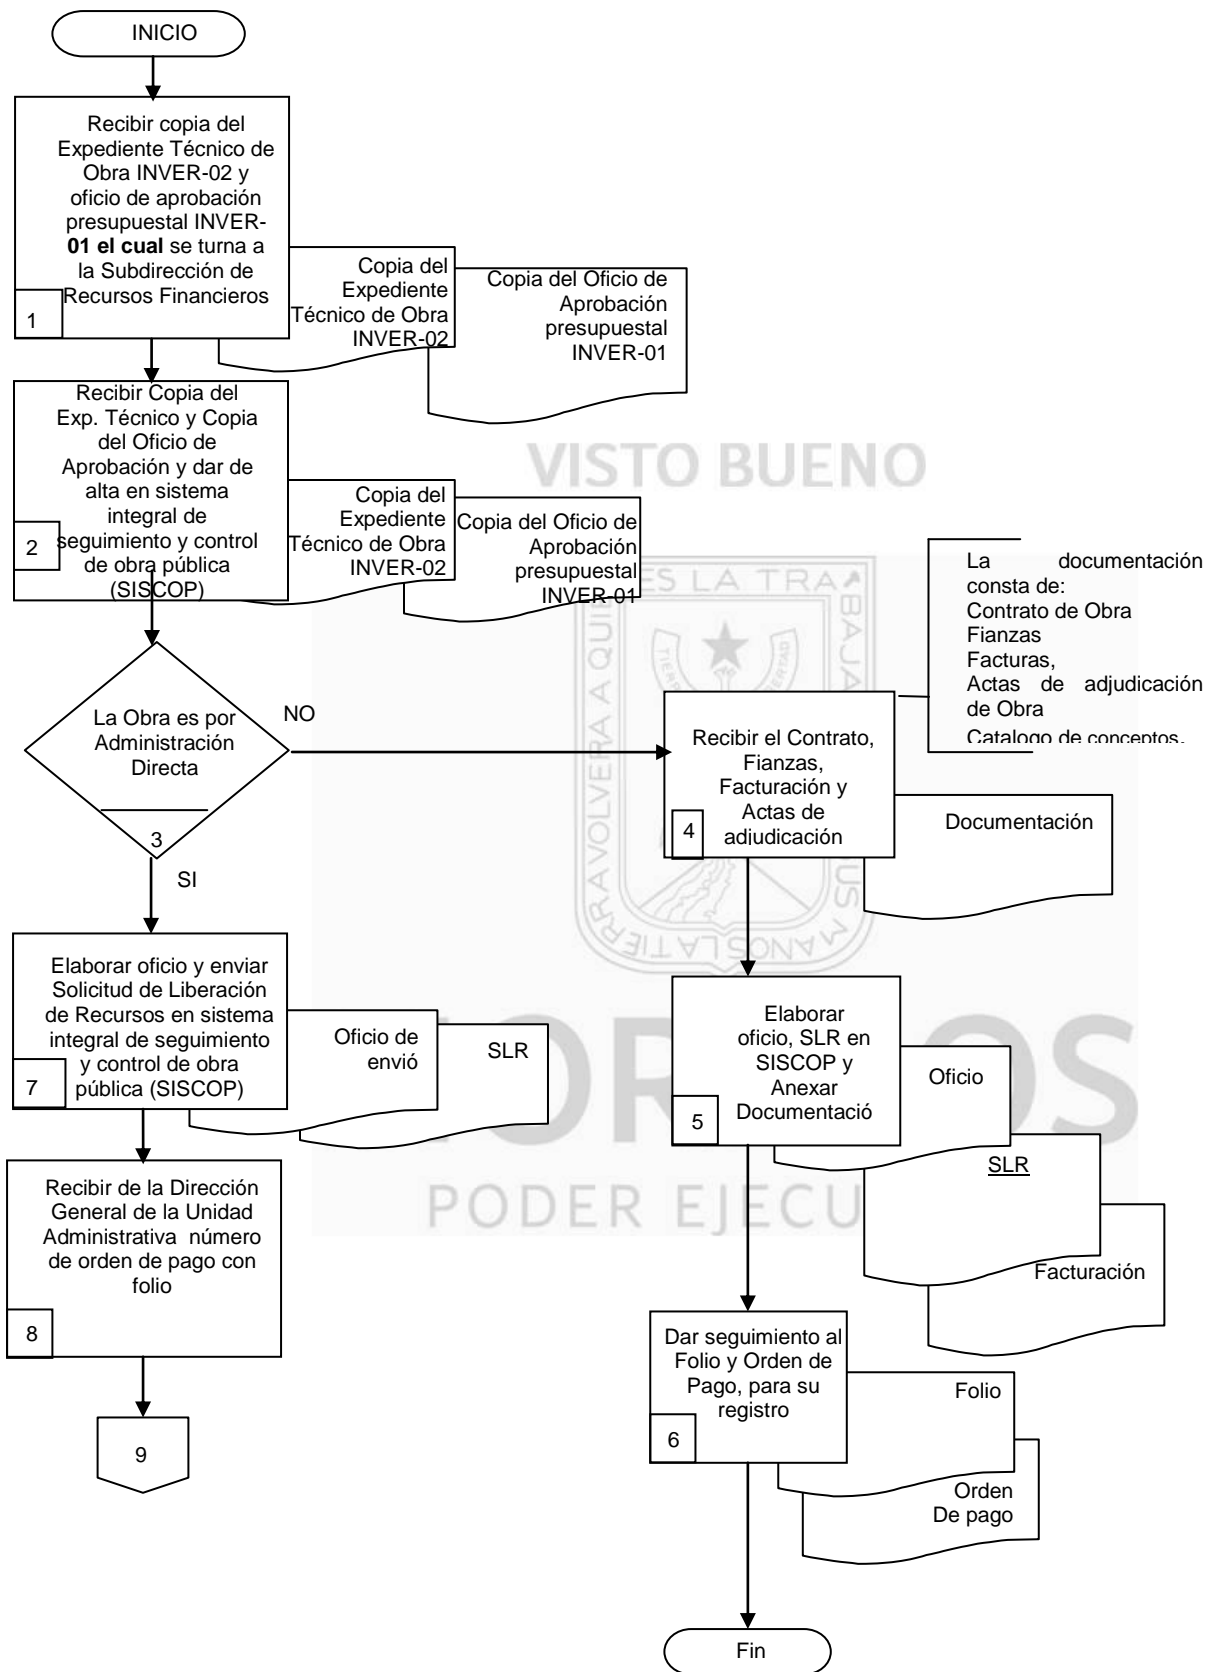 INICIO
Recibir copia del
Expediente Técnico de
Obra INVER-02 y
oficio de aprobación
presupuestal INVER-
01 el cual se turna a
la Subdirección de
Recursos Financieros
1
Copia del
Expediente
Técnico de Obra
INVER-02
Copia del Oficio de
Aprobación
presupuestal
INVER-01
Recibir Copia del
Exp. Técnico y Copia
del Oficio de
Aprobación y dar de
alta en sistema
integral de
seguimiento y control
de obra pública
(SISCOP)
2
Copia del
Expediente
Técnico de Obra
INVER-02
Copia del Oficio de
Aprobación
presupuestal
INVER-01
VISTO BUENO
La documentación
consta de:
Contrato de Obra
Fianzas
Facturas,
Actas de adjudicación
de Obra
Catalogo de conceptos.
La Obra es por
Administración
Directa
3
NO
SI
Recibir el Contrato,
Fianzas,
Facturación y
Actas de
adjudicación
4
Documentación
Elaborar oficio y enviar
Solicitud de Liberación
de Recursos en sistema
integral de seguimiento
y control de obra
pública (SISCOP)
7
Oficio de
envió
SLR
Elaborar
oficio, SLR en
SISCOP y
Anexar
Documentació
5
Oficio
SLR
Facturación
PODER EJECU
Recibir de la Dirección
General de la Unidad
Administrativa número
de orden de pago con
folio
8
9
Dar seguimiento al
Folio y Orden de
Pago, para su
registro
6
Folio
Orden
De pago
Fin